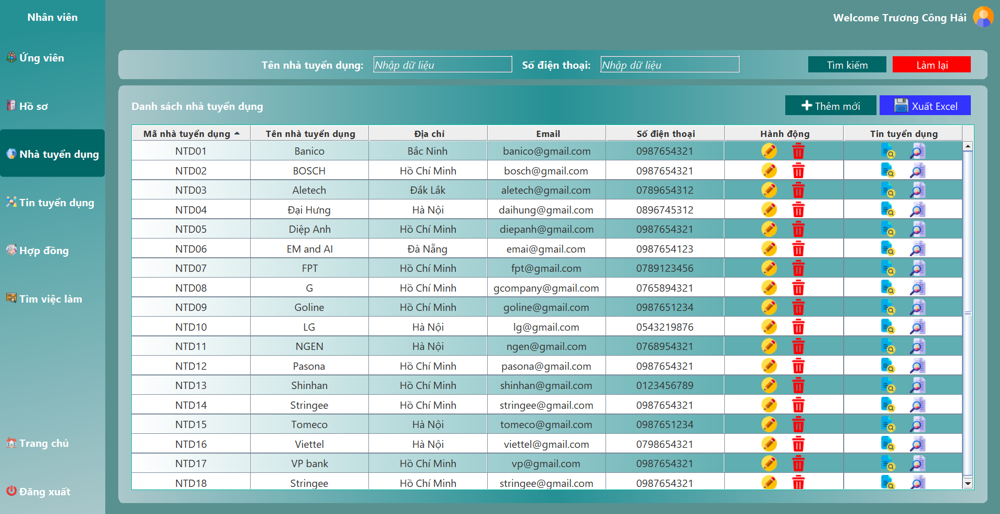 Nhân viên
Welcome Trương Công Hải
Ứng viên
Hồ sơ
Nhà tuyển dụng
Tin tuyển dụng
Hợp đồng
Tìm việc làm
Trang chủ
Đăng xuất
Tên nhà tuyển dụng: Nhập dữ liệu Số điện thoại: Nhập dữ liệu Tìm kiếm Làm lại
Danh sách nhà tuyển dụng Thêm mới Xuất Excel
Mã nhà tuyển dụng Tên nhà tuyển dụng Địa chỉ Email Số điện thoại Hành động Tin tuyển dụng
NTD01 Banico Bắc Ninh banico@gmail.com 0987654321
NTD02 BOSCH Hồ Chí Minh bosch@gmail.com 0987654321
NTD03 Aletech Đắk Lắk aletech@gmail.com 0789654312
NTD04 Đại Hưng Hà Nội daihung@gmail.com 0896745312
NTD05 Diệp Anh Hồ Chí Minh diepanh@gmail.com 0987654321
NTD06 EM and AI Đà Nẵng emai@gmail.com 0987654123
NTD07 FPT Hồ Chí Minh fpt@gmail.com 0789123456
NTD08 G Hồ Chí Minh gcompany@gmail.com 0765894321
NTD09 Goline Hồ Chí Minh goline@gmail.com 0987651234
NTD10 LG Hà Nội lg@gmail.com 0543219876
NTD11 NGEN Hà Nội ngen@gmail.com 0768954321
NTD12 Pasona Hồ Chí Minh pasona@gmail.com 0987654321
NTD13 Shinhan Hồ Chí Minh shinhan@gmail.com 0123456789
NTD14 Stringee Hồ Chí Minh stringee@gmail.com 0987654321
NTD15 Tomeco Hà Nội tomeco@gmail.com 0987651234
NTD16 Viettel Hà Nội viettel@gmail.com 0798654321
NTD17 VP bank Hồ Chí Minh vp@gmail.com 0987654321
NTD18 Stringee Hồ Chí Minh stringee@gmail.com 0987654321